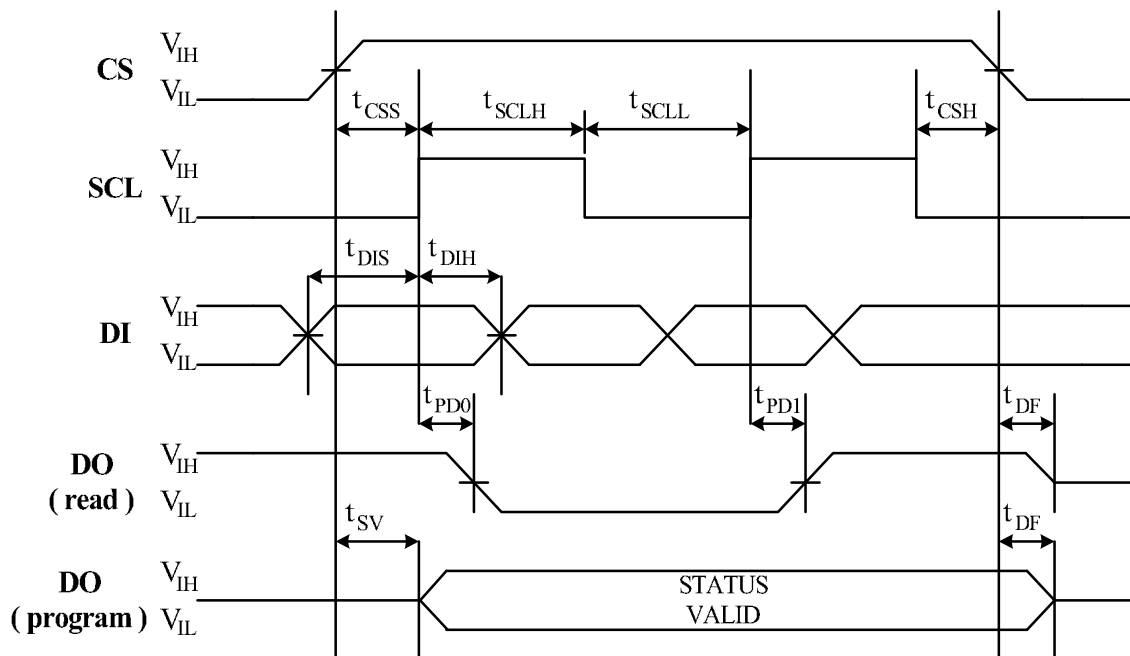 CS
V_IH
V_IL
t_CSS
t_SCLH
t_SCLL
t_CSH
SCL
V_IH
V_IL
t_DIS
t_DIH
DI
V_IH
V_IL
t_PD0
t_PD1
t_DF
DO
( read )
V_IH
V_IL
t_SV
t_DF
DO
( program )
V_IH
V_IL
STATUS
VALID